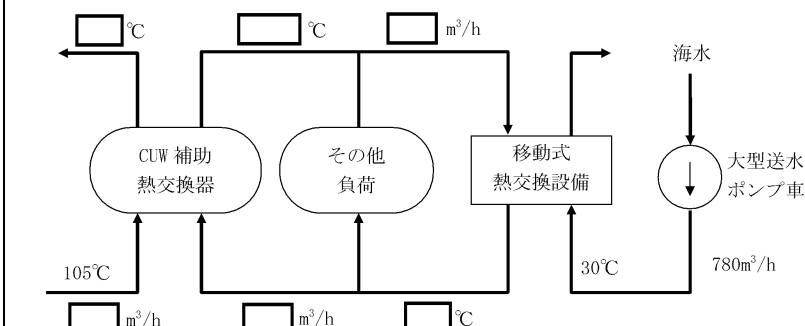 ℃
℃
m³/h
海水
CUW 補助
熱交換器
その他
負荷
移動式
熱交換設備
大型送水
ポンプ車
105℃
30℃
780m³/h
m³/h
m³/h
℃